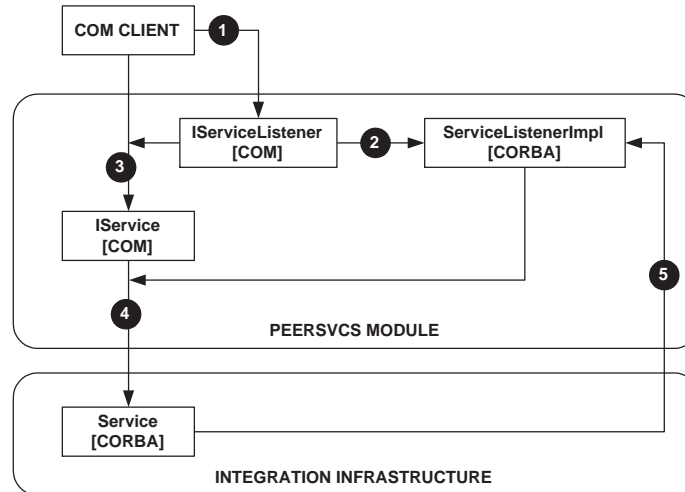 COM CLIENT
1
IServiceListener
[COM]
2
ServiceListenerImpl
[CORBA]
3
IService
[COM]
4
5
PEERSVCS MODULE
Service
[CORBA]
INTEGRATION INFRASTRUCTURE